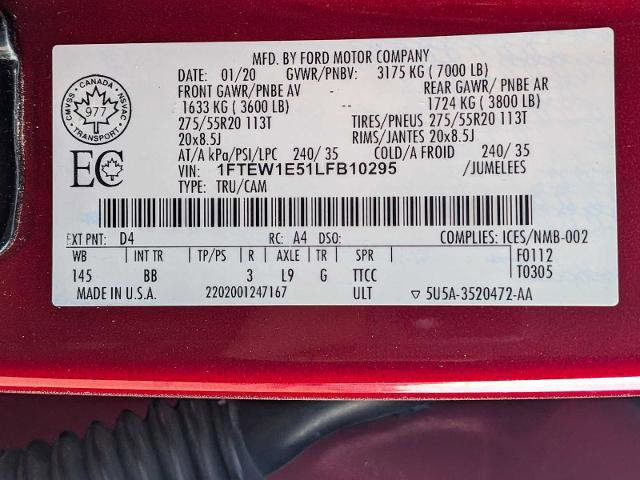 MFD. BY FORD MOTOR COMPANY
DATE: 01/20 GVWR/PNBV: 3175 KG ( 7000 LB)
FRONT GAWR/PNBE AV REAR GAWR/ PNBE AR
1633 KG ( 3600 LB) 1724 KG ( 3800 LB)
275/55R20 113T TIRES/PNEUS 275/55R20 113T
20x8.5J RIMS/JANTES 20x8.5J
AT/A kPa/PSI/LPC 240/ 35 COLD/A FROID 240/ 35
VIN: 1FTEW1E51LFB10295 /JUMELEES
TYPE: TRU/CAM
CMVSS • CANADA • NSVAC
977
TRANSPORT
EC
EXT PNT: D4 RC: A4 DSO: COMPLIES: ICES/NMB-002
WB INT TR TP/PS R AXLE TR SPR F0112
145 BB 3 L9 G TTCC T0305
MADE IN U.S.A. 2202001247167 ULT ▽ 5U5A-3520472-AA